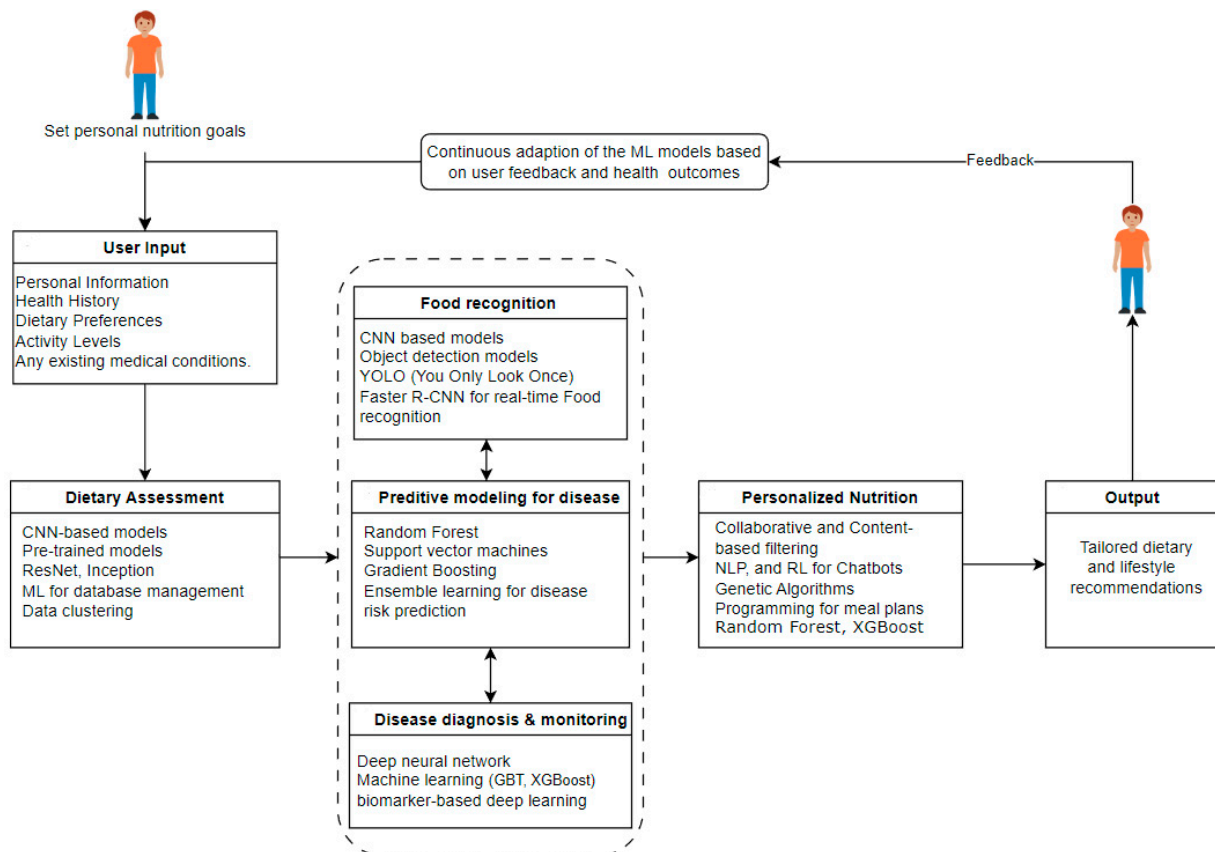 Set personal nutrition goals
Continuous adaption of the ML models based
on user feedback and health outcomes
Feedback
User Input
Personal Information
Health History
Dietary Preferences
Activity Levels
Any existing medical conditions.
Food recognition
CNN based models
Object detection models
YOLO (You Only Look Once)
Faster R-CNN for real-time Food
recognition
Dietary Assessment
CNN-based models
Pre-trained models
ResNet, Inception
ML for database management
Data clustering
Preditive modeling for disease
Random Forest
Support vector machines
Gradient Boosting
Ensemble learning for disease
risk prediction
Personalized Nutrition
Collaborative and Content-
based filtering
NLP, and RL for Chatbots
Genetic Algorithms
Programming for meal plans
Random Forest, XGBoost
Output
Tailored dietary
and lifestyle
recommendations
Disease diagnosis & monitoring
Deep neural network
Machine learning (GBT, XGBoost)
biomarker-based deep learning